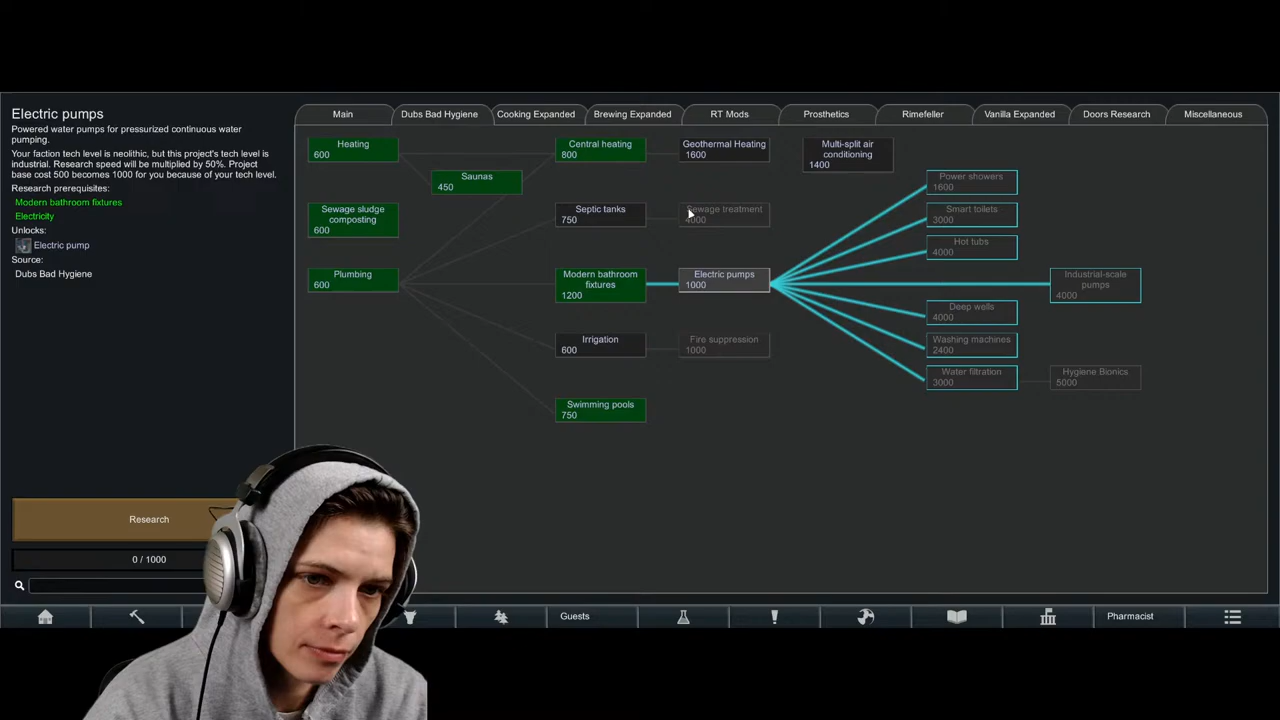 Electric pumps
Powered water pumps for pressurized continuous water
pumping.
Your faction tech level is neolithic, but this project's tech level is
industrial. Research speed will be multiplied by 50%. Project
base cost 500 becomes 1000 for you because of your tech level.
Research prerequisites:
Modern bathroom fixtures
Electricity
Unlocks:
Electric pump
Source:
Dubs Bad Hygiene
Research
0 / 1000
Main
Dubs Bad Hygiene
Cooking Expanded
Brewing Expanded
RT Mods
Prosthetics
Rimefeller
Vanilla Expanded
Doors Research
Miscellaneous
Heating
600
Central heating
800
Geothermal Heating
1600
Multi-split air
conditioning
1400
Saunas
450
Power showers
1600
Sewage sludge
composting
600
Septic tanks
750
Sewage treatment
4000
Smart toilets
3000
Hot tubs
4000
Plumbing
600
Modern bathroom
fixtures
1200
Electric pumps
1000
Industrial-scale
pumps
4000
Deep wells
4000
Irrigation
600
Fire suppression
1000
Washing machines
2400
Water filtration
3000
Hygiene Bionics
5000
Swimming pools
750
Guests
Pharmacist